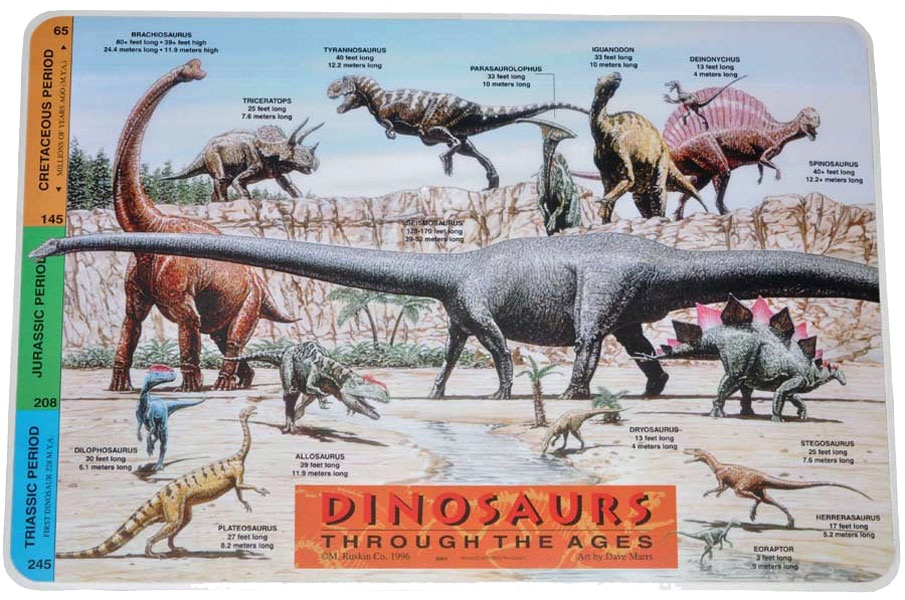 65
CRETACEOUS PERIOD
MILLIONS OF YEARS AGO (M.Y.A.)
145
JURASSIC PERIOD
208
TRIASSIC PERIOD
FIRST DINOSAUR 228 M.Y.A.
245
BRACHIOSAURUS
80+ feet long • 39+ feet high
24.4 meters long • 11.9 meters high
TRICERATOPS
25 feet long
7.6 meters long
TYRANNOSAURUS
40 feet long
12.2 meters long
PARASAUROLOPHUS
33 feet long
10 meters long
IGUANODON
33 feet long
10 meters long
DEINONYCHUS
13 feet long
4 meters long
SPINOSAURUS
40+ feet long
12.2+ meters long
SEISMOSAURUS
128-170 feet long
39-52 meters long
DILOPHOSAURUS
20 feet long
6.1 meters long
ALLOSAURUS
39 feet long
11.9 meters long
DRYOSAURUS
13 feet long
4 meters long
STEGOSAURUS
25 feet long
7.6 meters long
PLATEOSAURUS
27 feet long
8.2 meters long
HERRERASAURUS
17 feet long
5.2 meters long
EORAPTOR
3 feet long
.9 meters long
DINOSAURS
THROUGH THE AGES
©M. Ruskin Co. 1996
Art by Dave Marrs